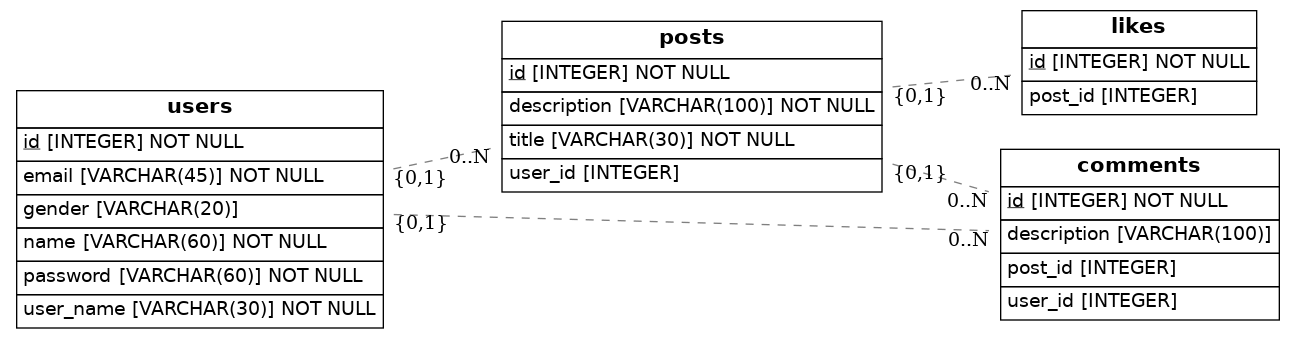 users
id [INTEGER] NOT NULL
email [VARCHAR(45)] NOT NULL
gender [VARCHAR(20)]
name [VARCHAR(60)] NOT NULL
password [VARCHAR(60)] NOT NULL
user_name [VARCHAR(30)] NOT NULL
0..N
{0,1}
{0,1}
posts
id [INTEGER] NOT NULL
description [VARCHAR(100)] NOT NULL
title [VARCHAR(30)] NOT NULL
user_id [INTEGER]
0..N
{0,1}
{0,1}
0..N
0..N
likes
id [INTEGER] NOT NULL
post_id [INTEGER]
comments
id [INTEGER] NOT NULL
description [VARCHAR(100)]
post_id [INTEGER]
user_id [INTEGER]